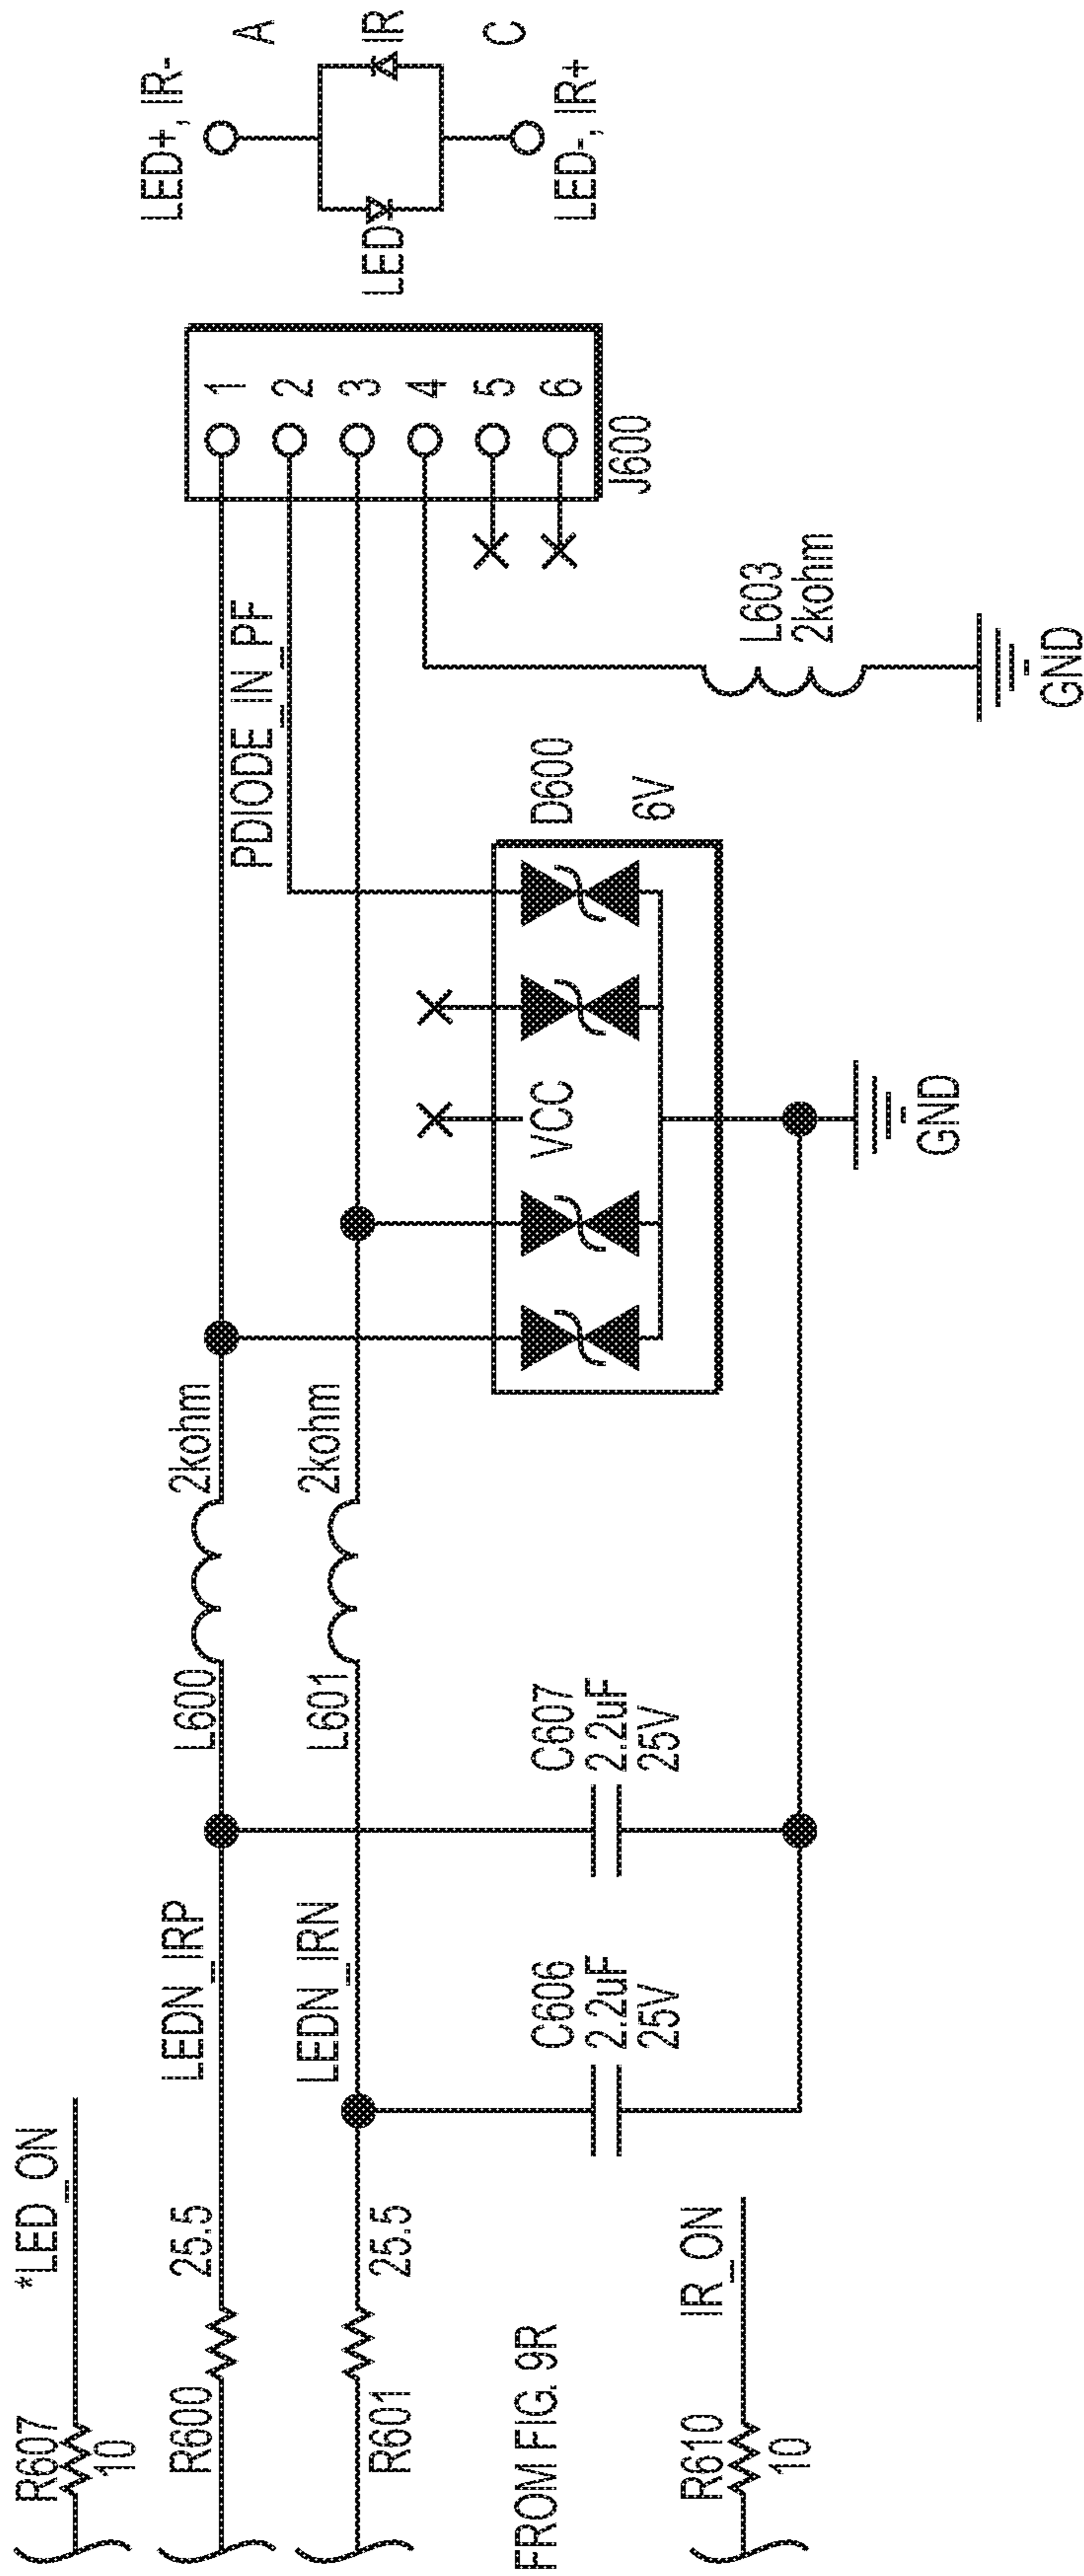 R607
10
*LED_ON
R600
25.5
LEDN_IRP
L600
2kohm
PDIODE_IN_PF
R601
25.5
LEDN_IRN
L601
2kohm
FROM FIG. 9R
C606
2.2uF
25V
C607
2.2uF
25V
VCC
D600
6V
GND
R610
10
IR_ON
L603
2kohm
GND
1
2
3
4
5
6
J600
LED+, IR-
A
LED
IR
C
LED-, IR+